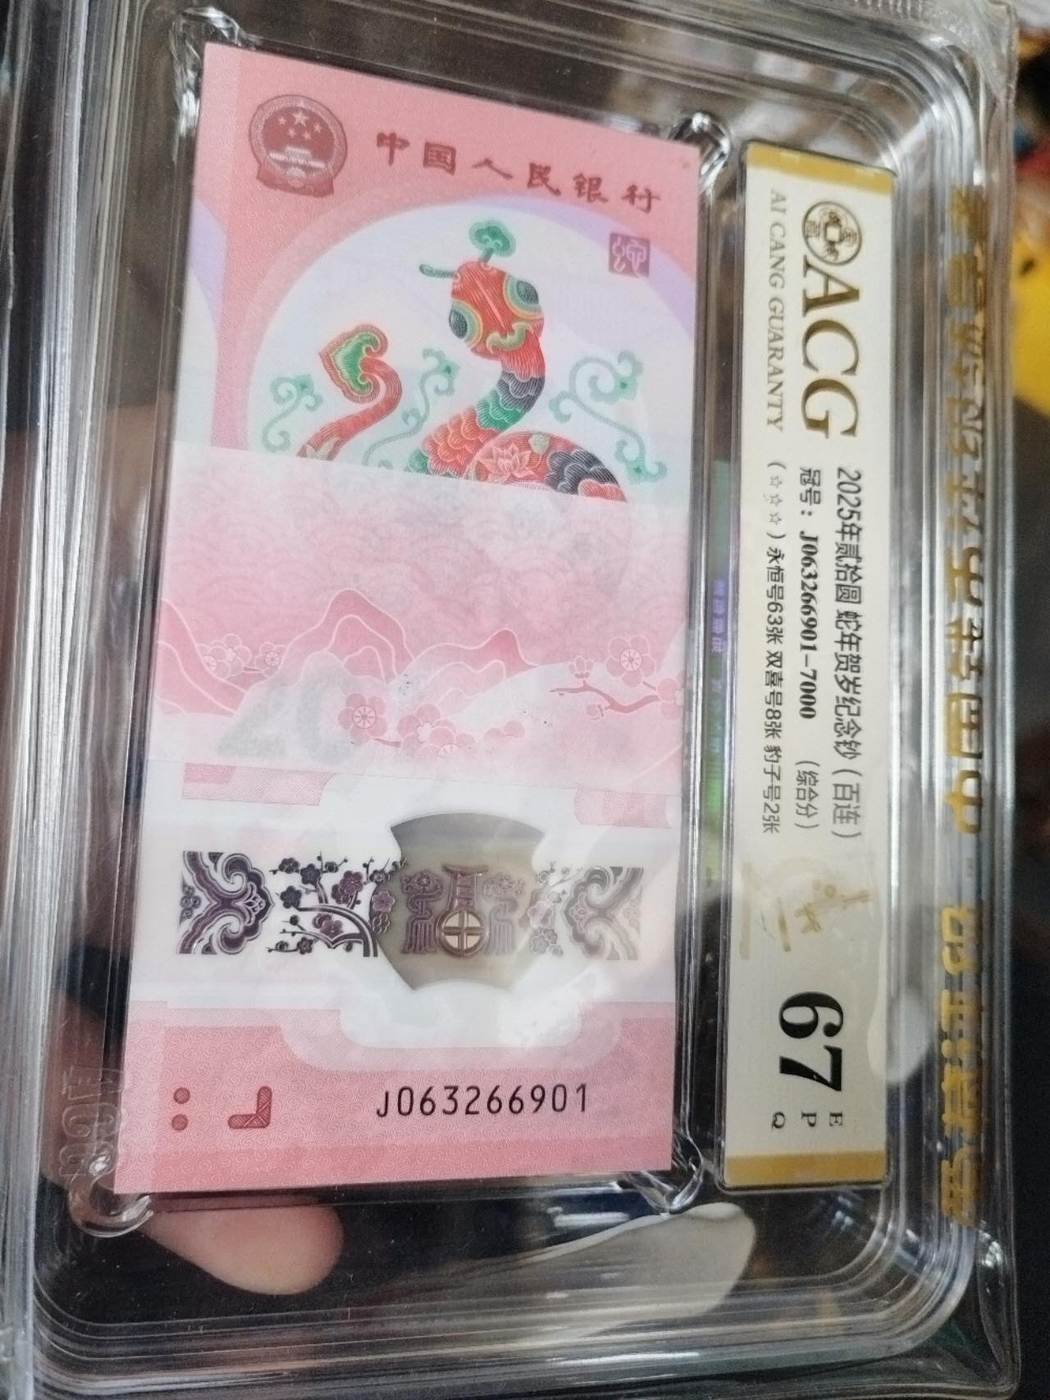 中国人民银行
J063266901
ACG
AI CANG GUARANTY
2025年贰拾圆 蛇年贺岁纪念钞（百连）
冠号：J063266901-7000 （综合分）
（☆☆☆）永恒号63张 双喜号8张 豹子号2张
67
E
P
Q